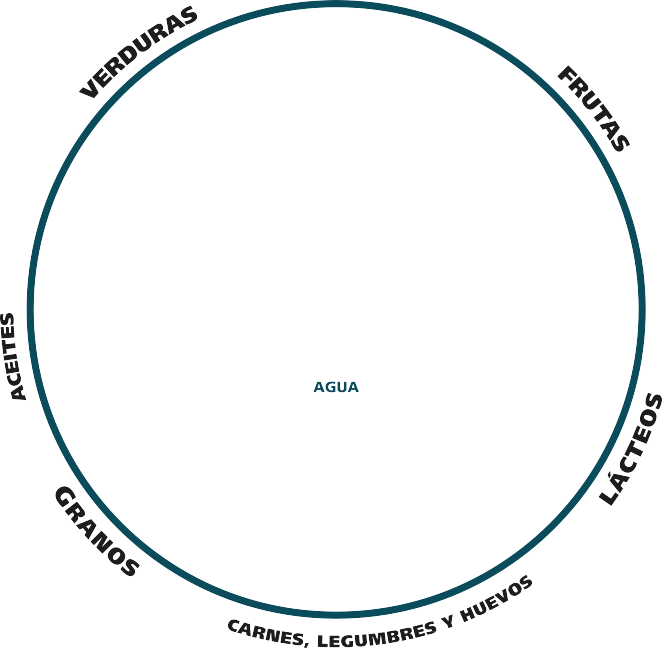 VERDURAS
FRUTAS
ACEITES
AGUA
LÁCTEOS
GRANOS
CARNES, LEGUMBRES Y HUEVOS